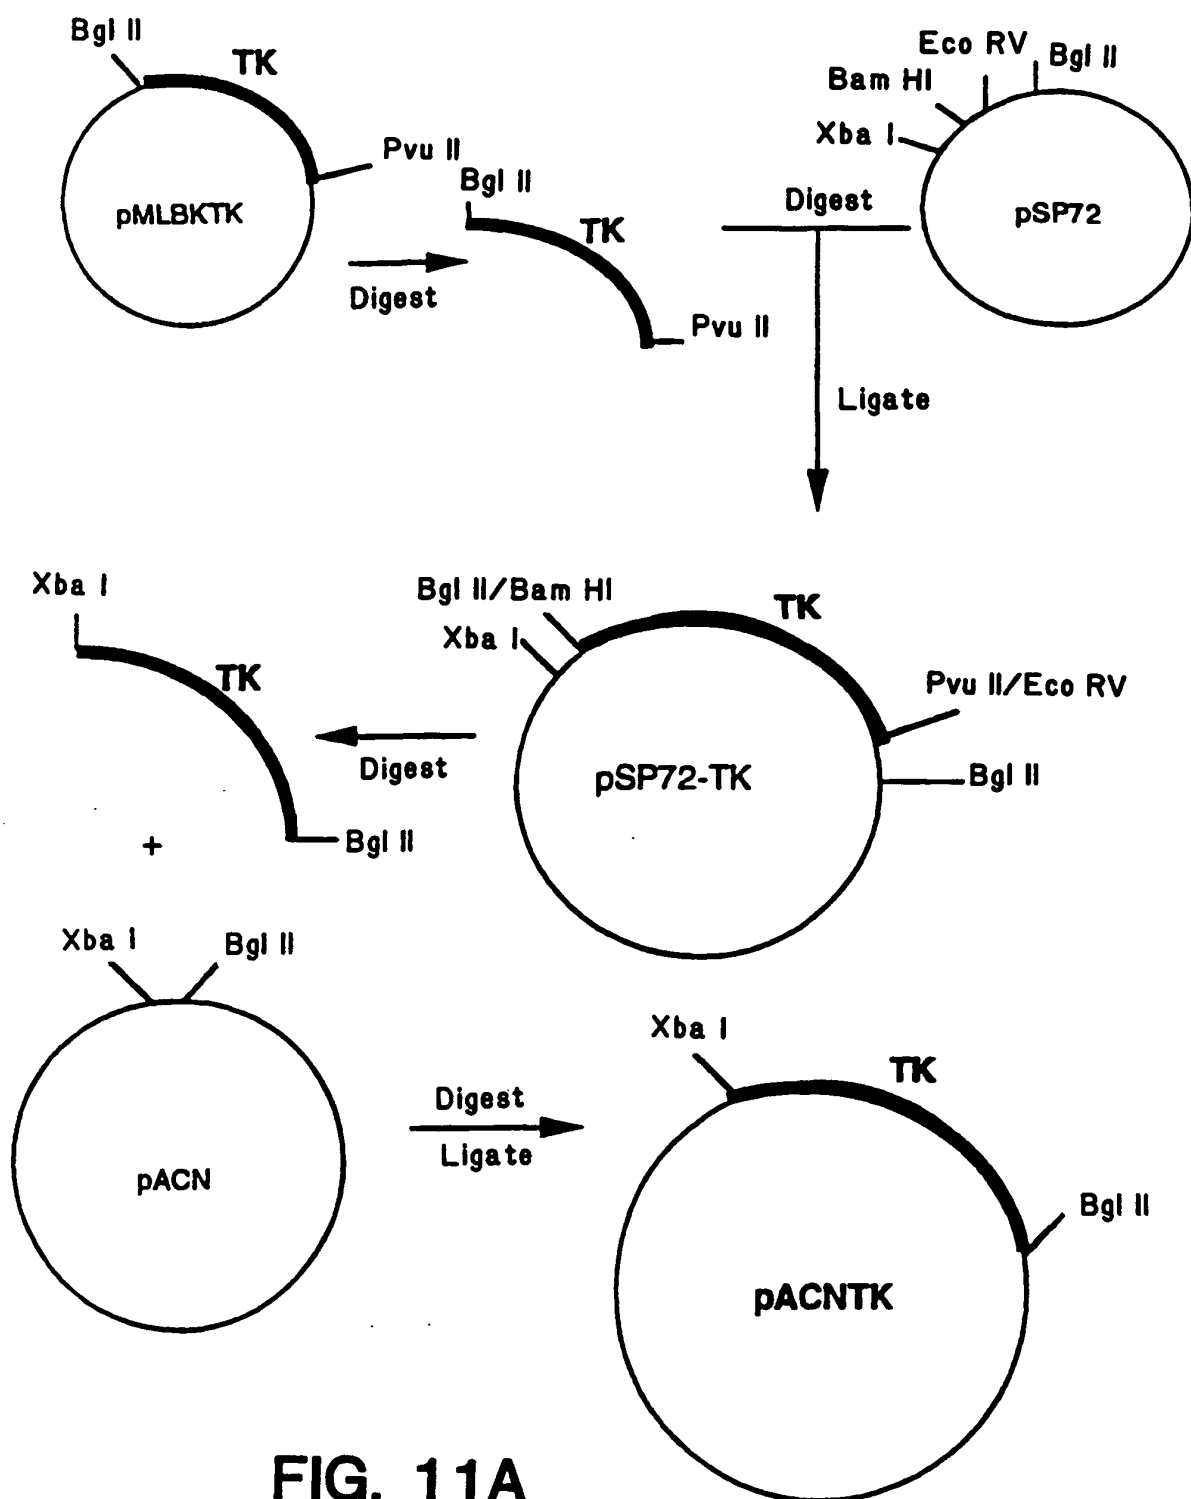 Bgl II
TK
Pvu II
pMLBKTK
Digest
Bgl II
TK
Pvu II
Eco RV
Bgl II
Bam HI
Xba I
pSP72
Digest
Ligate
Bgl II/Bam HI
TK
Xba I
Pvu II/Eco RV
Bgl II
pSP72-TK
Digest
Xba I
TK
Bgl II
+
Xba I
Bgl II
pACN
Digest
Ligate
Xba I
TK
Bgl II
pACNTK
FIG. 11A